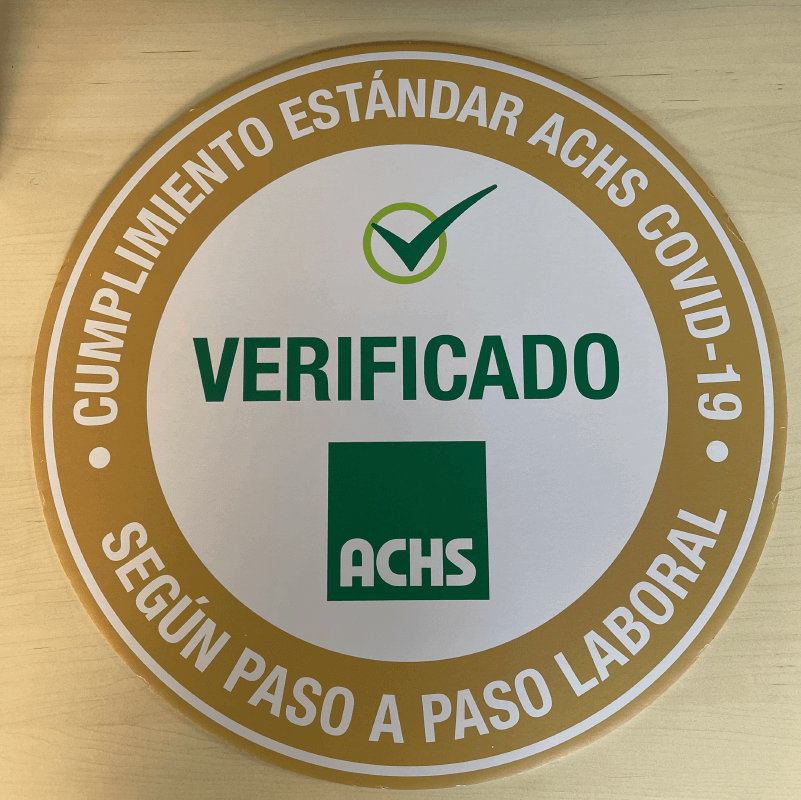 CUMPLIMIENTO ESTÁNDAR ACHS COVID-19
VERIFICADO
ACHS
SEGÚN PASO A PASO LABORAL